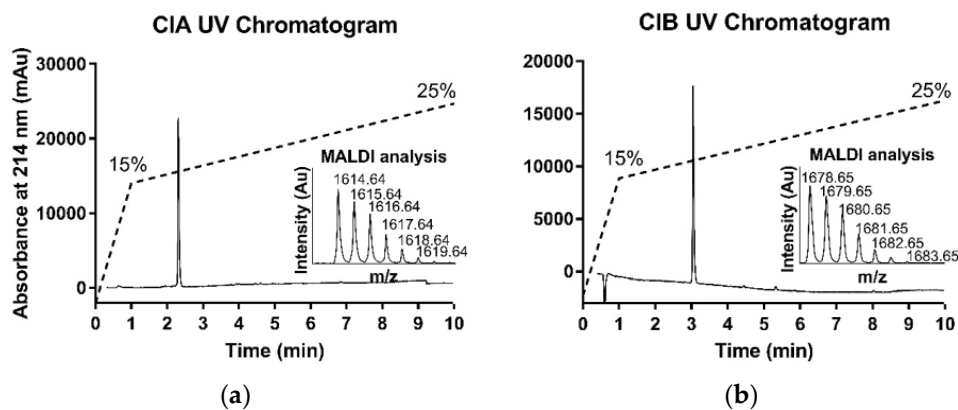 CIA UV Chromatogram
Absorbance at 214 nm (mAu)
30000
20000
10000
0
15%
25%
MALDI analysis
Intensity (Au)
1614.64
1615.64
1616.64
1617.64
1618.64
1619.64
m/z
0 1 2 3 4 5 6 7 8 9 10
Time (min)
(a)
CIB UV Chromatogram
20000
15000
10000
5000
0
15%
25%
MALDI analysis
Intensity (Au)
1678.65
1679.65
1680.65
1681.65
1682.65
1683.65
m/z
0 1 2 3 4 5 6 7 8 9 10
Time (min)
(b)